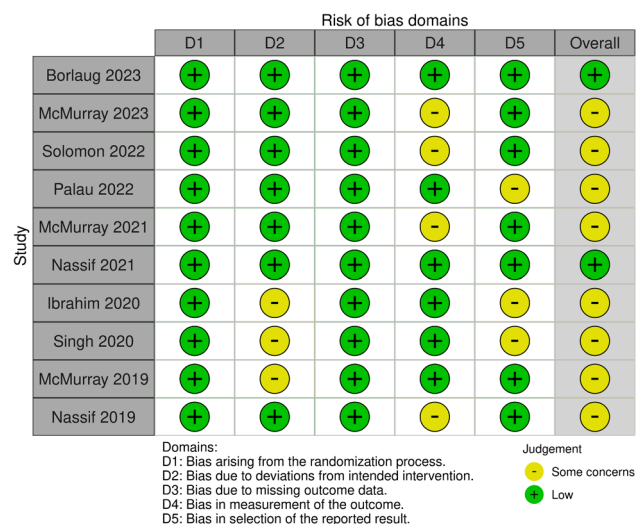 Risk of bias domains
D1 D2 D3 D4 D5 Overall
Study
Borlaug 2023 + + + + + +
McMurray 2023 + + + - + -
Solomon 2022 + + + - + -
Palau 2022 + + + + - -
McMurray 2021 + + + - + -
Nassif 2021 + + + + + +
Ibrahim 2020 + - + + - -
Singh 2020 + - + + - -
McMurray 2019 + - + + + -
Nassif 2019 + + + - + -
Domains:
D1: Bias arising from the randomization process.
D2: Bias due to deviations from intended intervention.
D3: Bias due to missing outcome data.
D4: Bias in measurement of the outcome.
D5: Bias in selection of the reported result.
Judgement
- Some concerns
+ Low